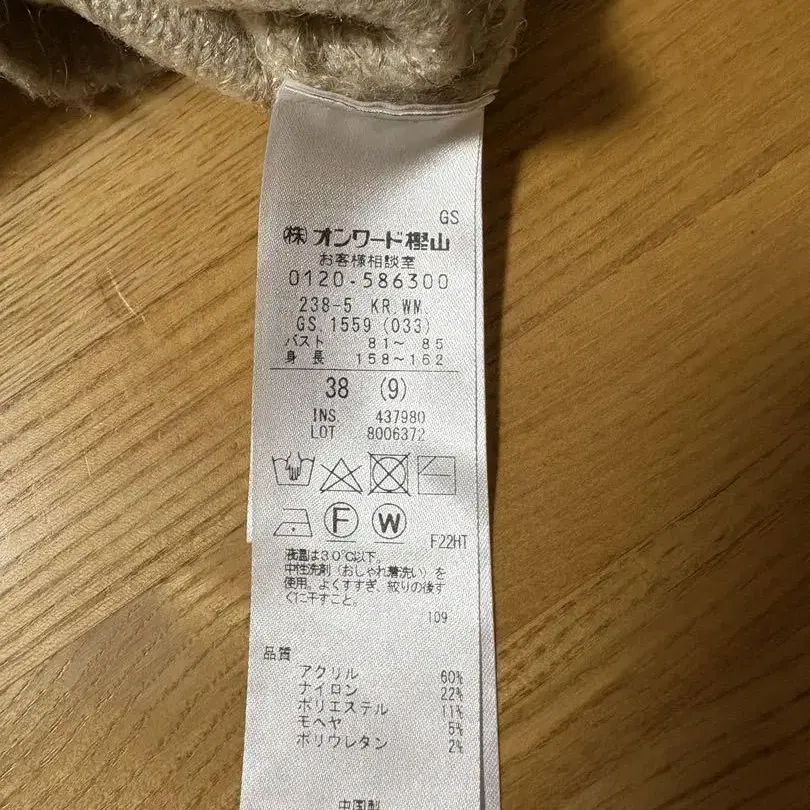 GS
㈱オンワード樫山
お客様相談室
0120-586300
238-5 KR.WM.
GS.1559(033)
バスト 81～ 85
身長 158～162
38 (9)
INS. 437980
LOT 8006372
F W
F22HT
液温は30℃以下。
中性洗剤（おしゃれ着洗い）を
使用。よくすすぎ、絞りの後す
ぐに干すこと。
109
品質
アクリル 60%
ナイロン 22%
ポリエステル 11%
モヘヤ 5%
ポリウレタン 2%
中国製